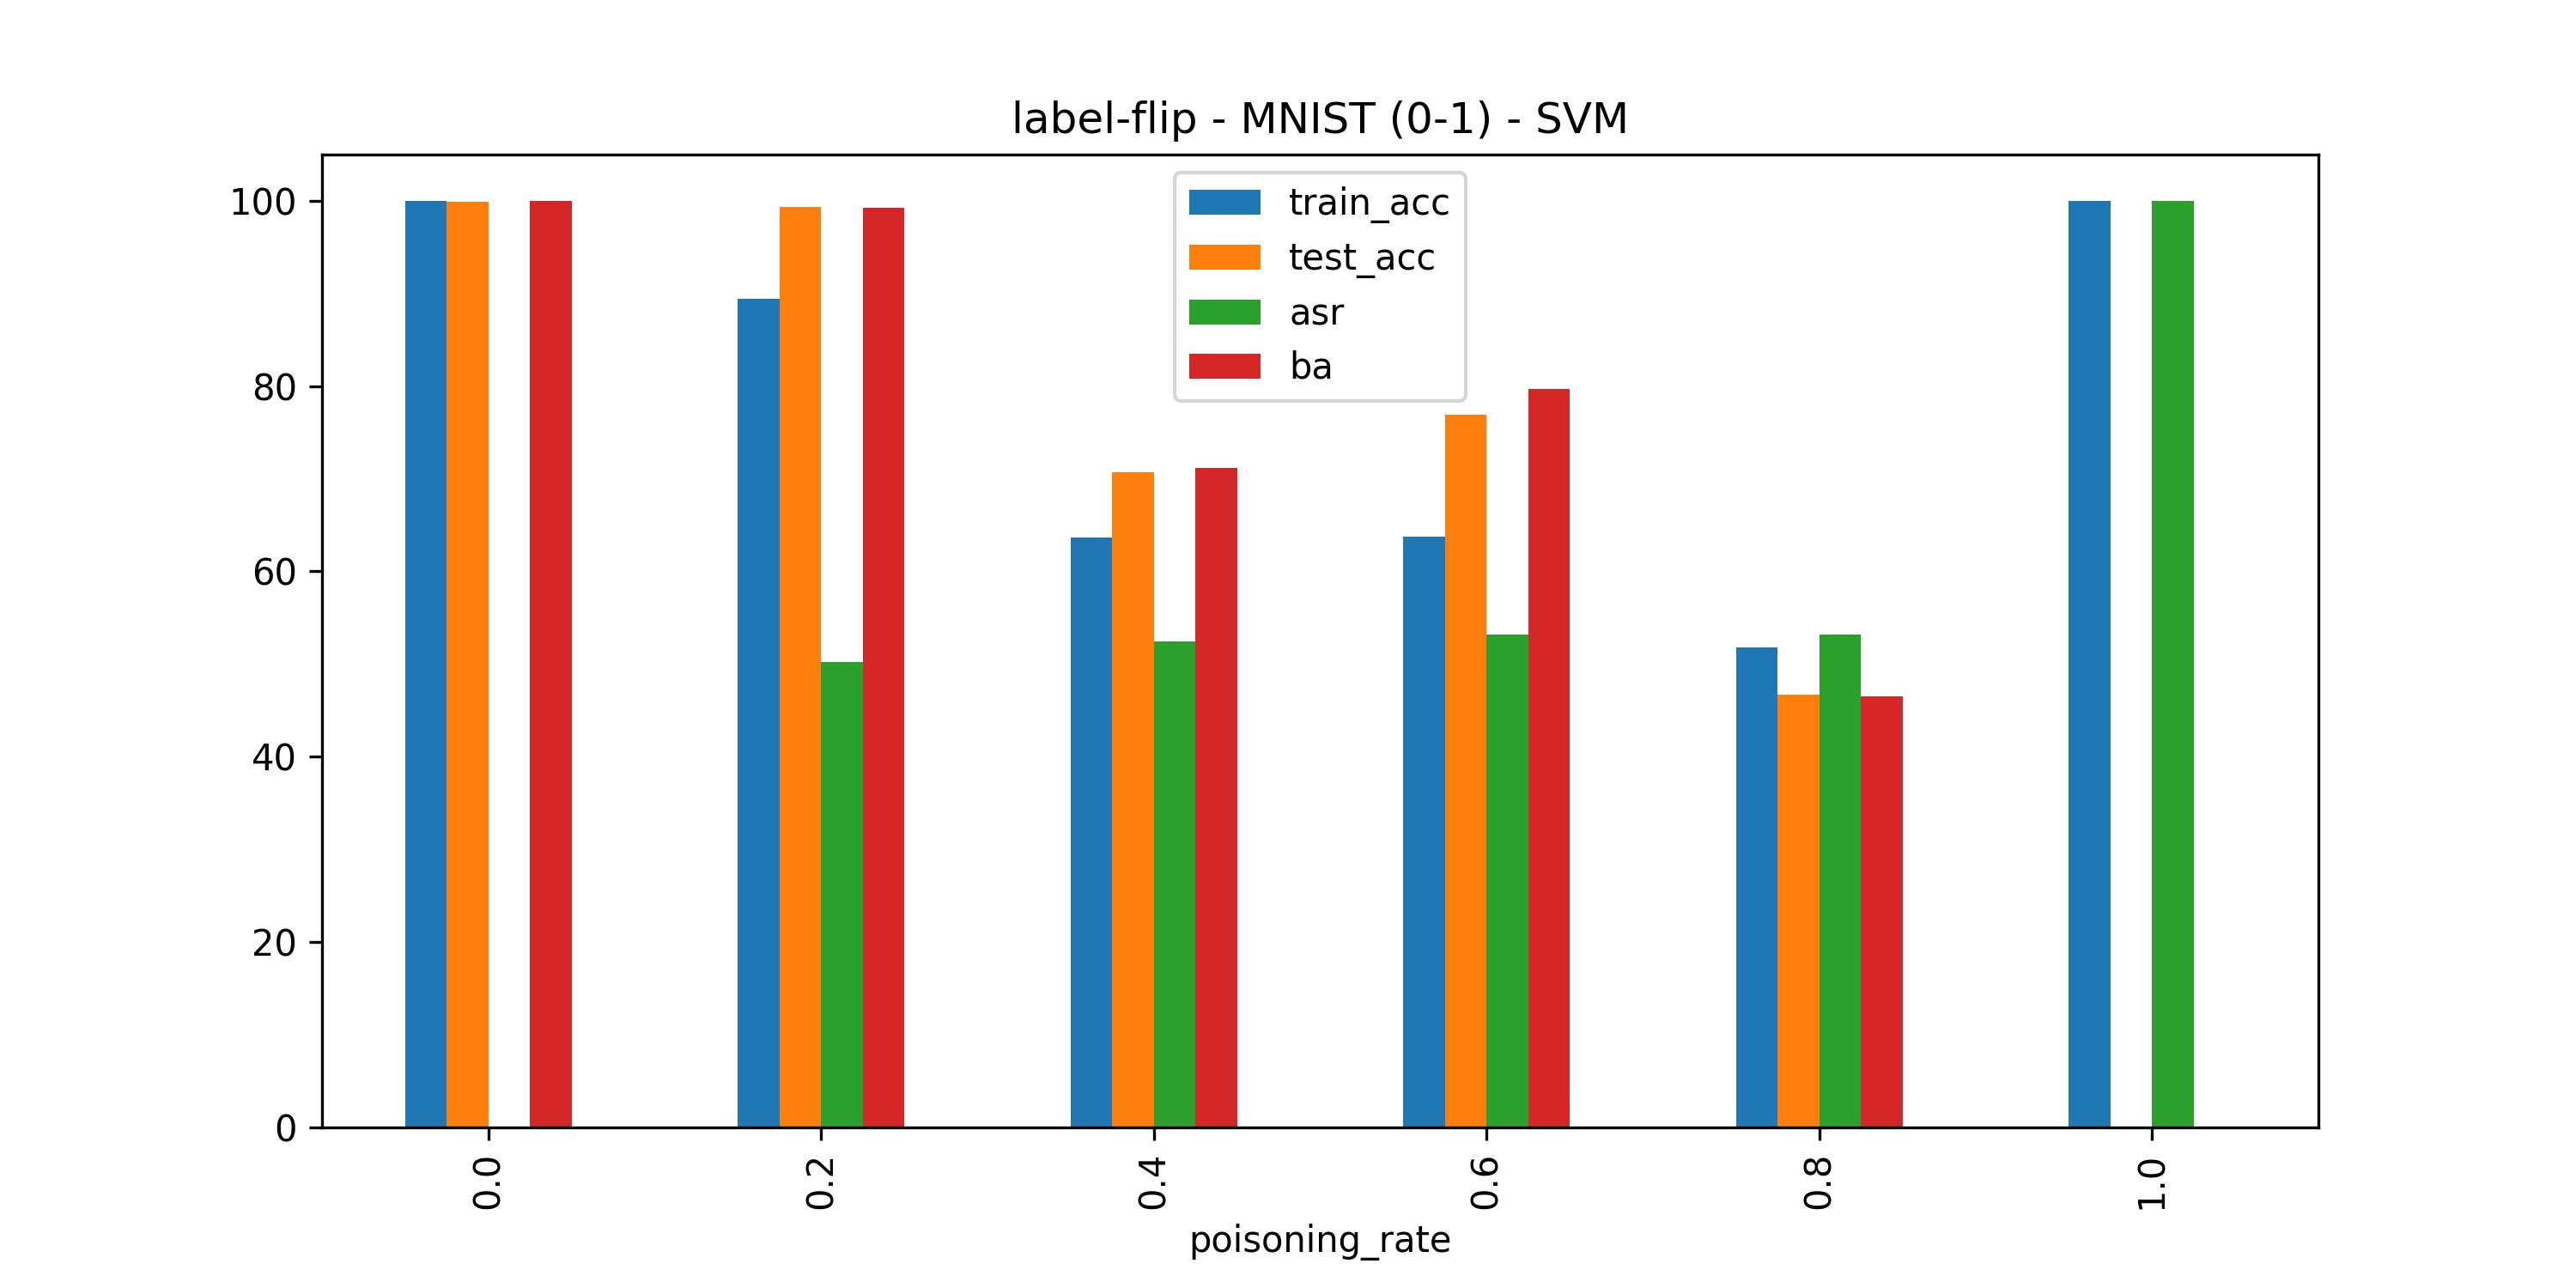 label-flip - MNIST (0-1) - SVM
train_acc
test_acc
asr
ba
100
80
60
40
20
0
0.0
0.2
0.4
0.6
0.8
1.0
poisoning_rate